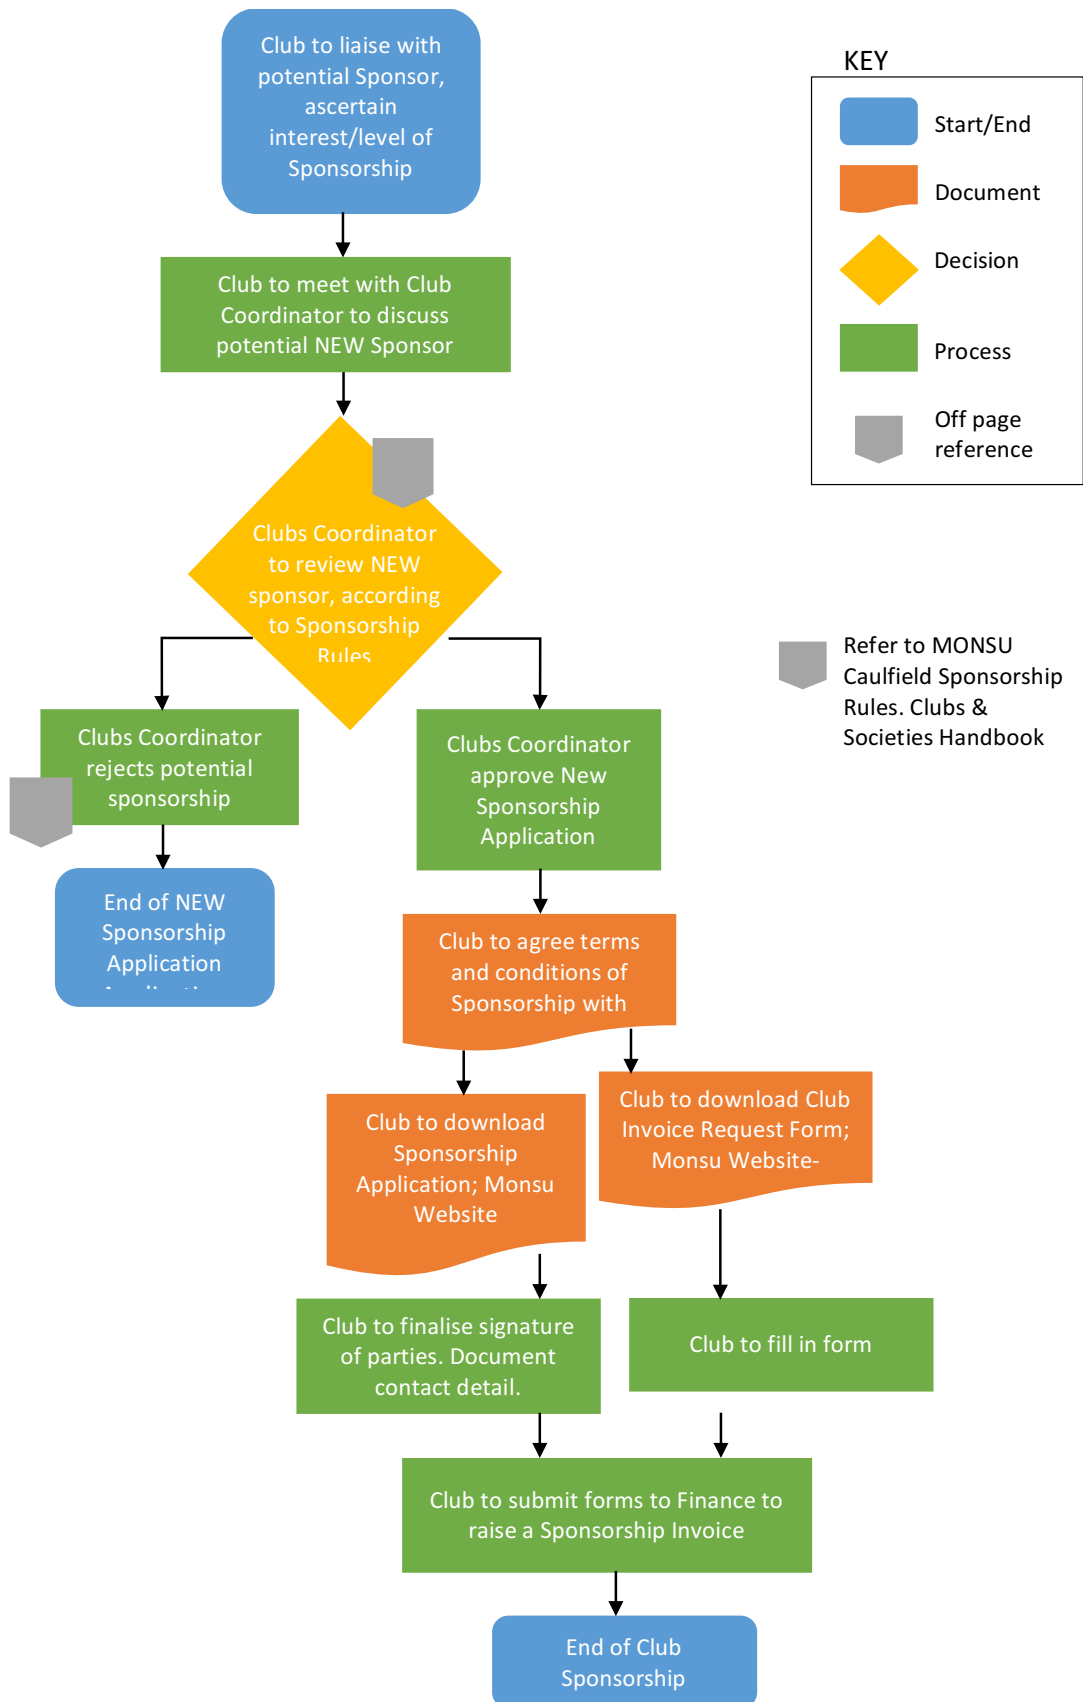 Club to liaise with
potential Sponsor,
ascertain
interest/level of
Sponsorship
KEY
Start/End
Document
Decision
Process
Off page
reference
Club to meet with Club
Coordinator to discuss
potential NEW Sponsor
Clubs Coordinator
to review NEW
sponsor, according
to Sponsorship
Rules
Refer to MONSU
Caulfield Sponsorship
Rules. Clubs &
Societies Handbook
Clubs Coordinator
rejects potential
sponsorship
Clubs Coordinator
approve New
Sponsorship
Application
End of NEW
Sponsorship
Application
Club to agree terms
and conditions of
Sponsorship with
Club to download
Sponsorship
Application; Monsu
Website
Club to download Club
Invoice Request Form;
Monsu Website-
Club to finalise signature
of parties. Document
contact detail.
Club to fill in form
Club to submit forms to Finance to
raise a Sponsorship Invoice
End of Club
Sponsorship